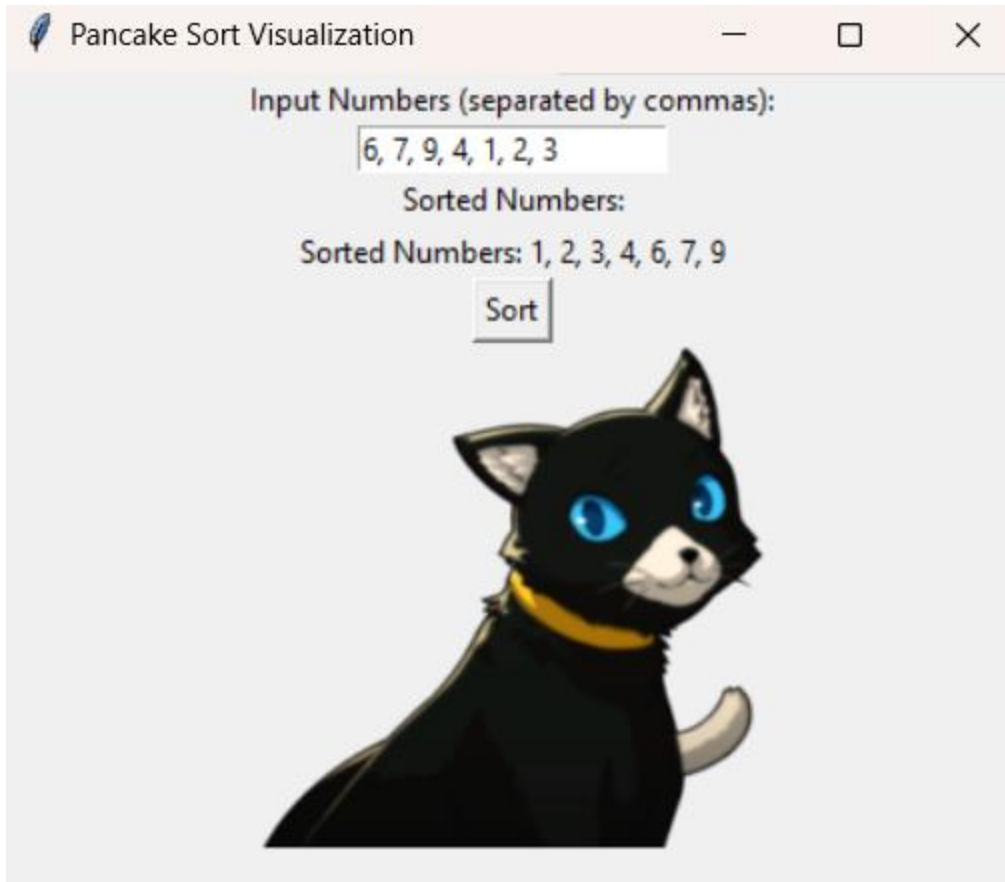 Pancake Sort Visualization
Input Numbers (separated by commas):
6, 7, 9, 4, 1, 2, 3
Sorted Numbers:
Sorted Numbers: 1, 2, 3, 4, 6, 7, 9
Sort